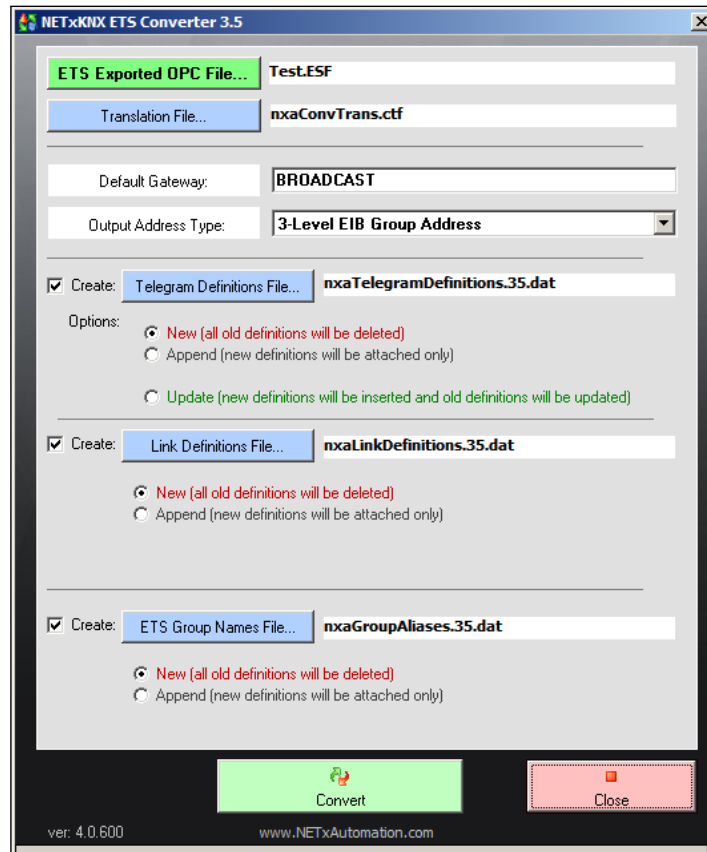 NETxKNX ETS Converter 3.5
ETS Exported OPC File... Test.ESF
Translation File... nxaConvTrans.ctf
Default Gateway: BROADCAST
Output Address Type: 3-Level EIB Group Address
Create: Telegram Definitions File... nxaTelegramDefinitions.35.dat
Options:
New (all old definitions will be deleted)
Append (new definitions will be attached only)
Update (new definitions will be inserted and old definitions will be updated)
Create: Link Definitions File... nxaLinkDefinitions.35.dat
New (all old definitions will be deleted)
Append (new definitions will be attached only)
Create: ETS Group Names File... nxaGroupAliases.35.dat
New (all old definitions will be deleted)
Append (new definitions will be attached only)
Convert Close
ver: 4.0.600 www.NETxAutomation.com